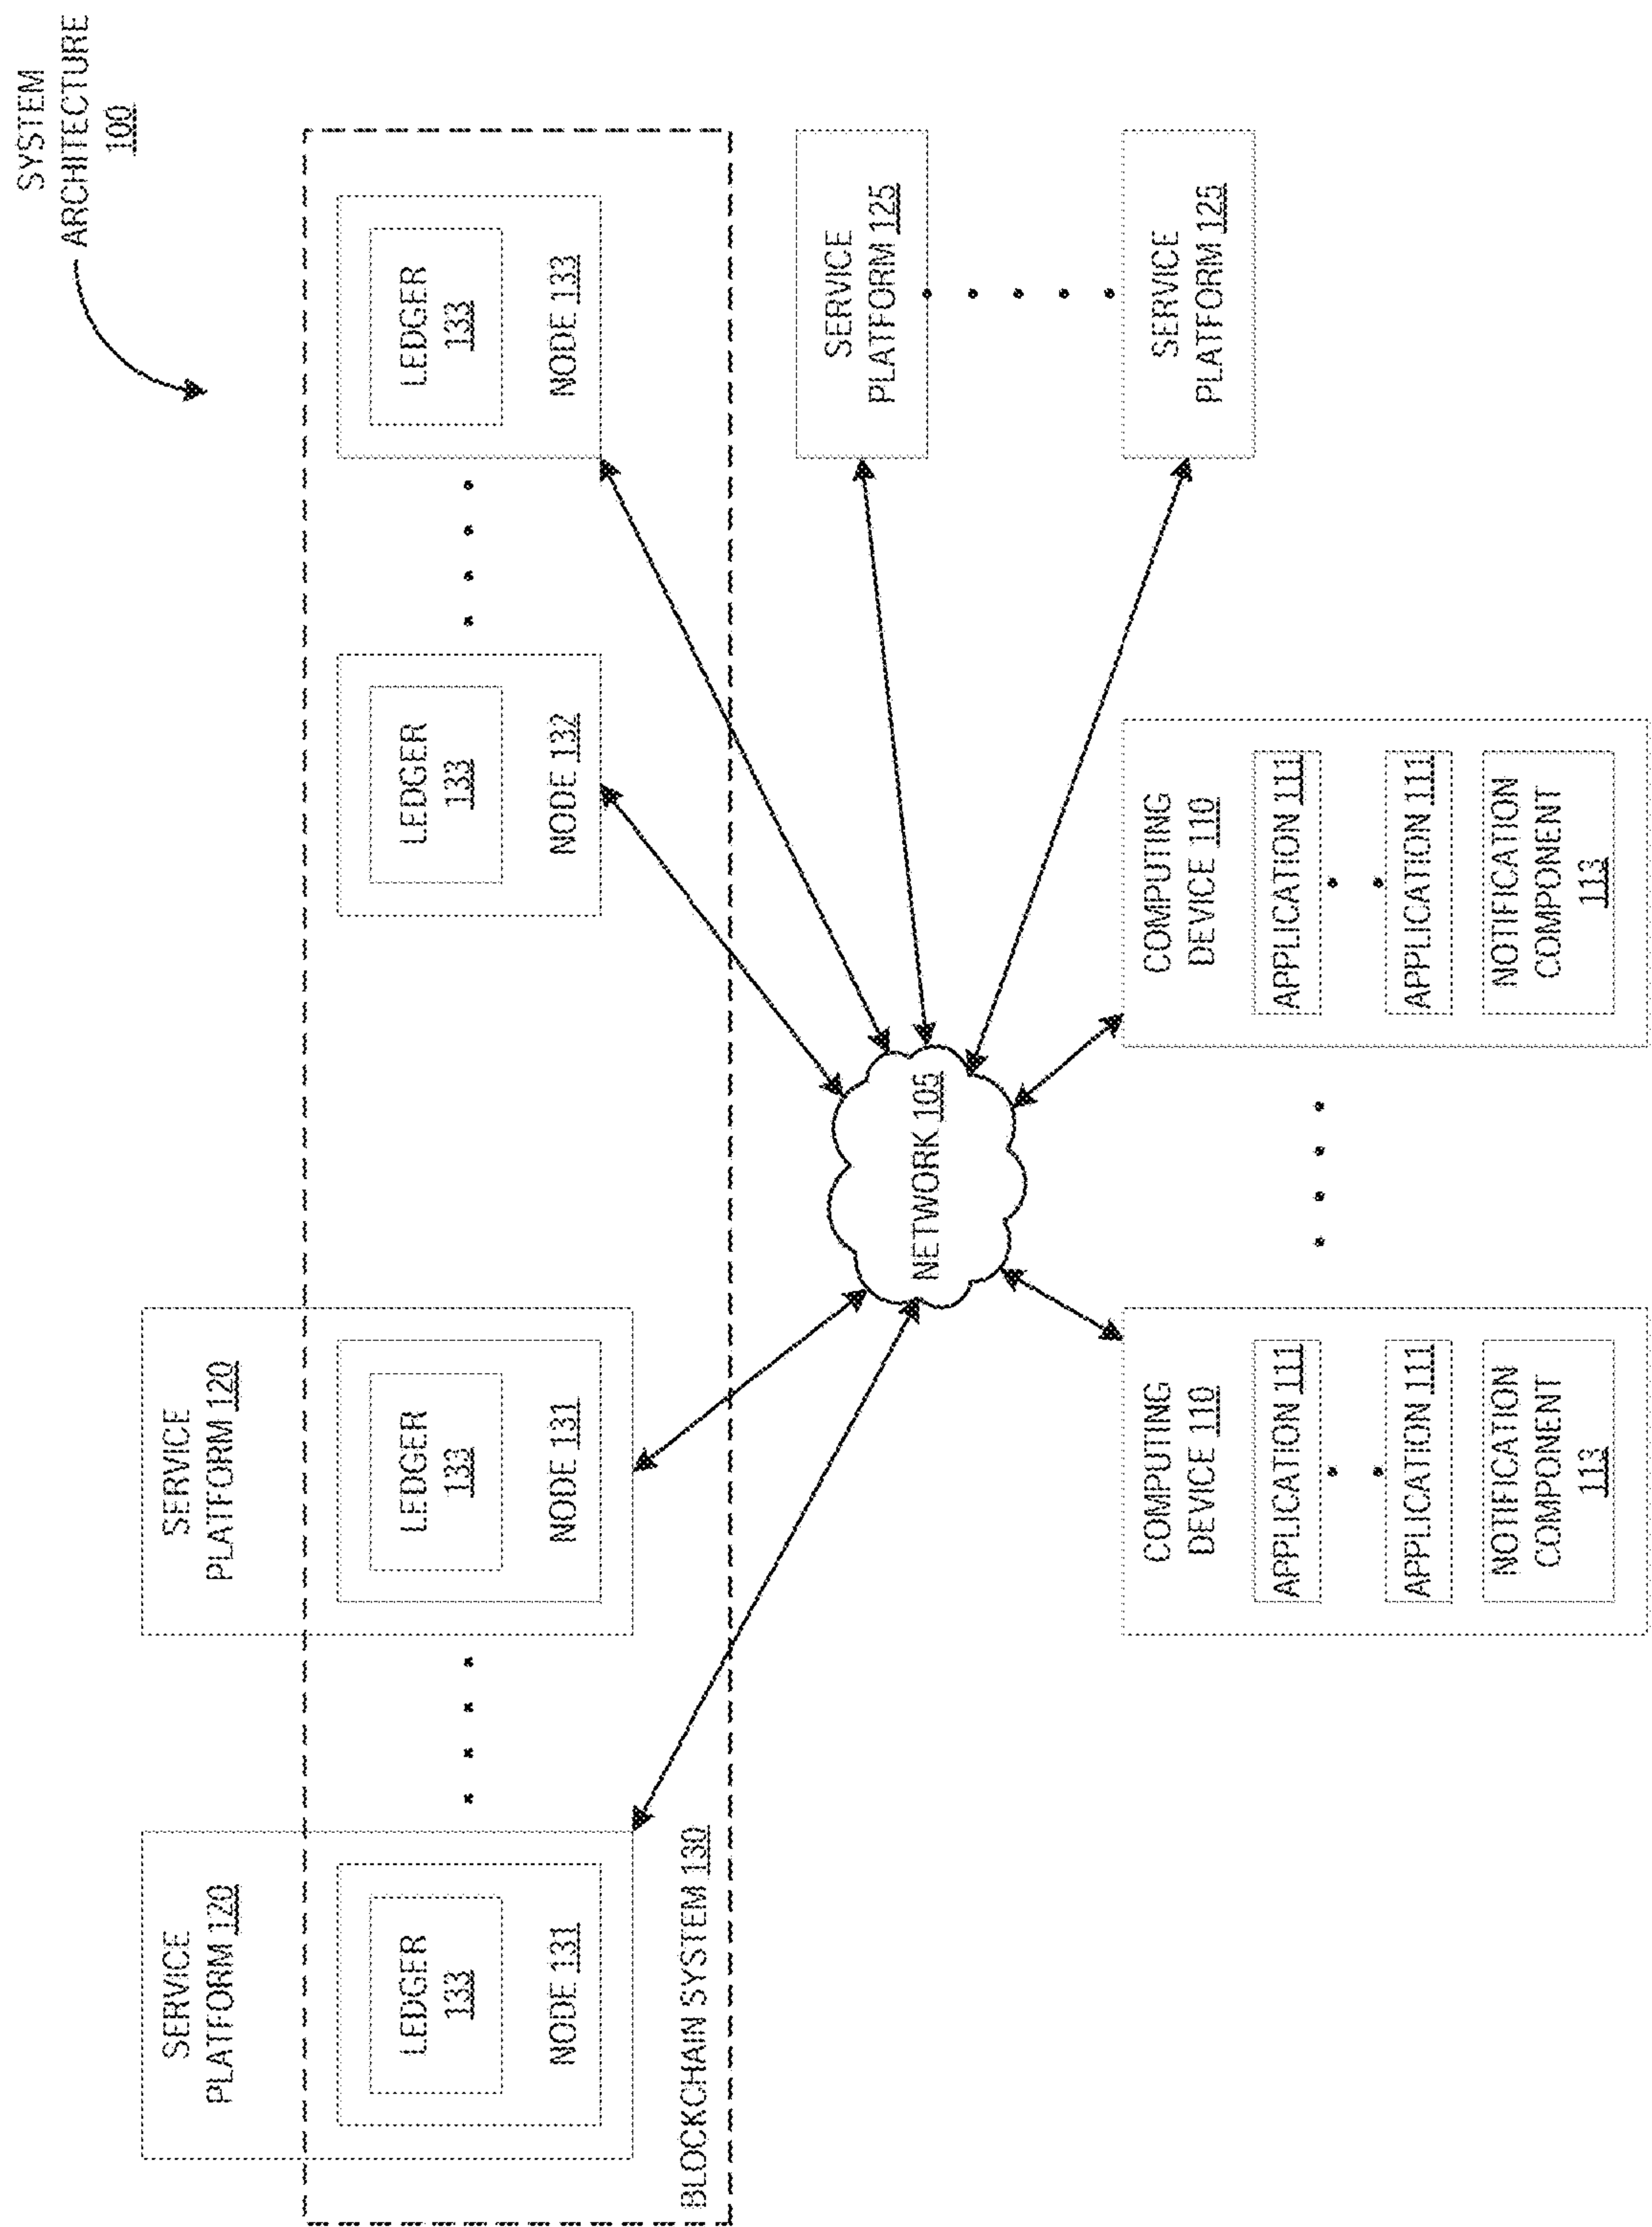 SYSTEM
ARCHITECTURE
100
SERVICE
PLATFORM 120
LEDGER
133
NODE 131
SERVICE
PLATFORM 120
LEDGER
133
NODE 131
LEDGER
133
NODE 132
LEDGER
133
NODE 133
BLOCKCHAIN SYSTEM 130
NETWORK 105
SERVICE
PLATFORM 125
SERVICE
PLATFORM 125
COMPUTING
DEVICE 110
APPLICATION 111
APPLICATION 111
NOTIFICATION
COMPONENT
113
COMPUTING
DEVICE 110
APPLICATION 111
APPLICATION 111
NOTIFICATION
COMPONENT
113